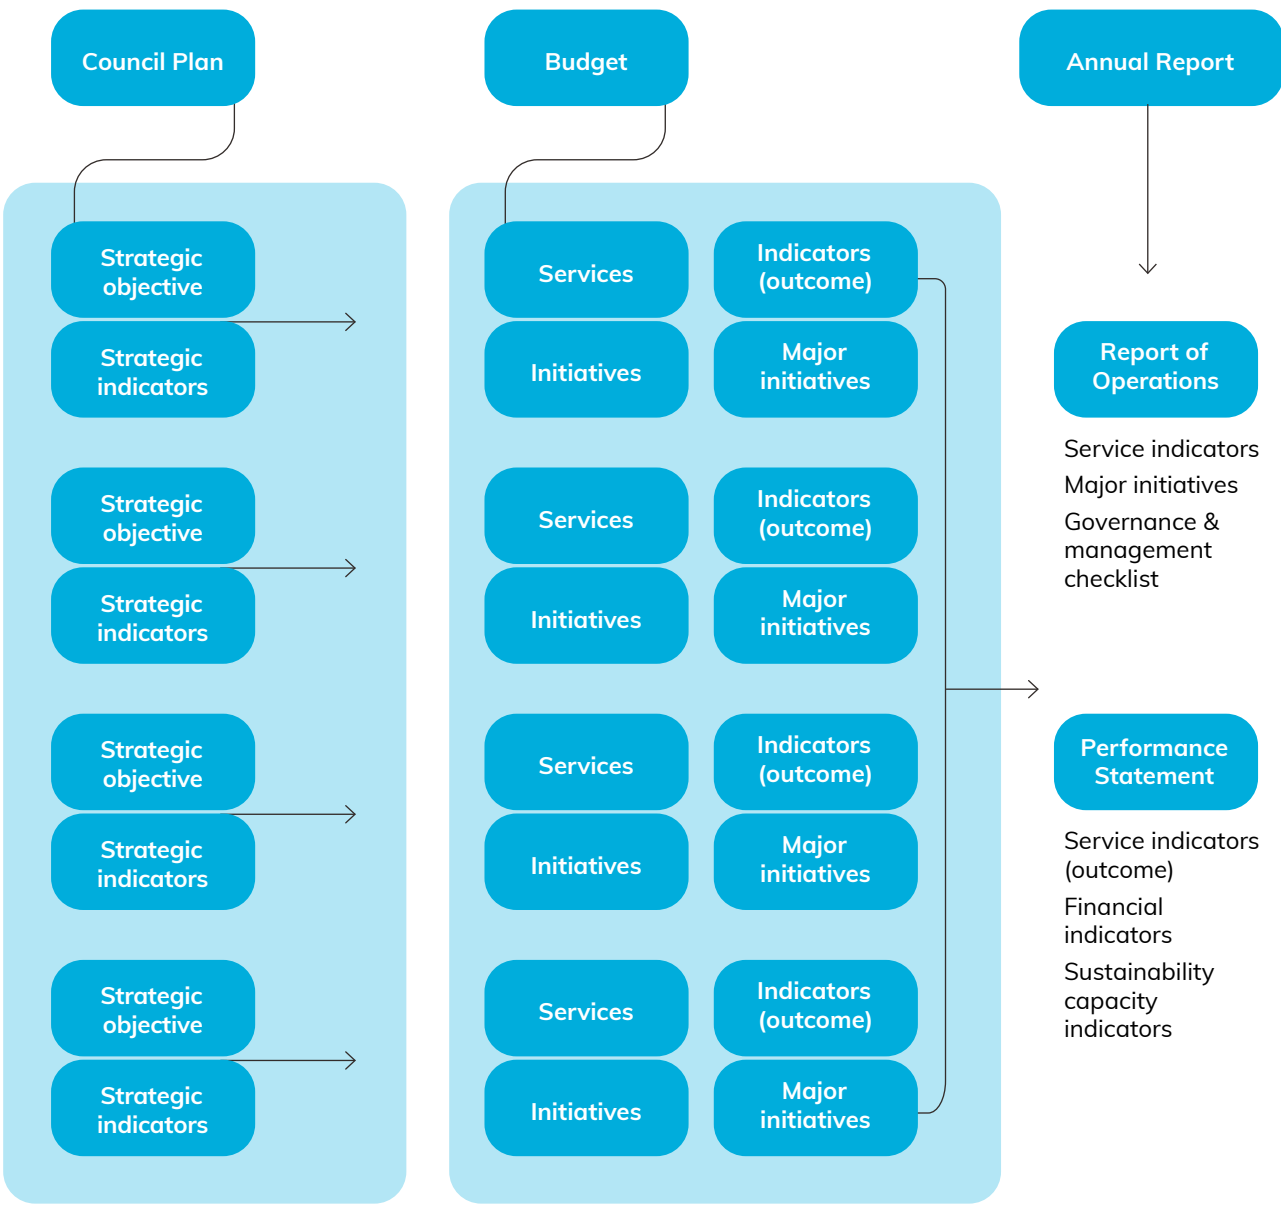 Council Plan
Budget
Annual Report
Strategic
objective
Strategic
indicators
Strategic
objective
Strategic
indicators
Strategic
objective
Strategic
indicators
Strategic
objective
Strategic
indicators
Services
Indicators
(outcome)
Initiatives
Major
initiatives
Services
Indicators
(outcome)
Initiatives
Major
initiatives
Services
Indicators
(outcome)
Initiatives
Major
initiatives
Services
Indicators
(outcome)
Initiatives
Major
initiatives
Report of
Operations
Service indicators
Major initiatives
Governance &
management
checklist
Performance
Statement
Service indicators
(outcome)
Financial
indicators
Sustainability
capacity
indicators